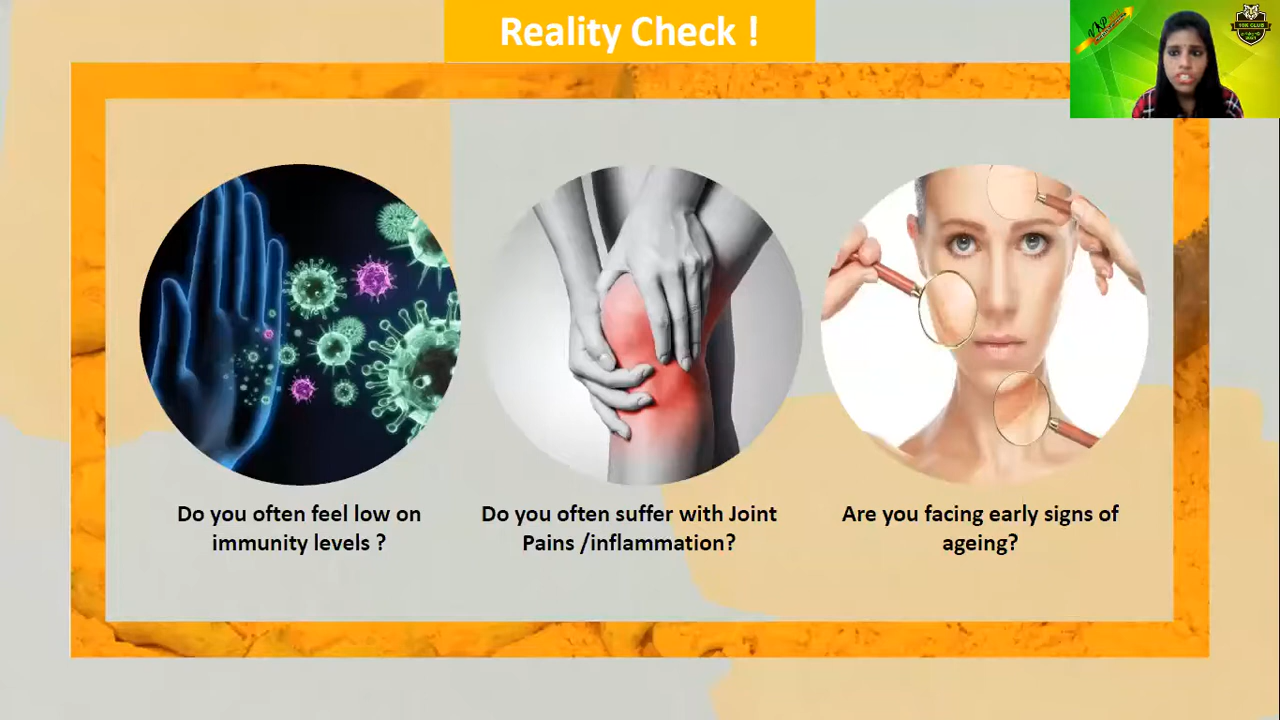 Reality Check !
Do you often feel low on
immunity levels ?
Do you often suffer with Joint
Pains /inflammation?
Are you facing early signs of
ageing?